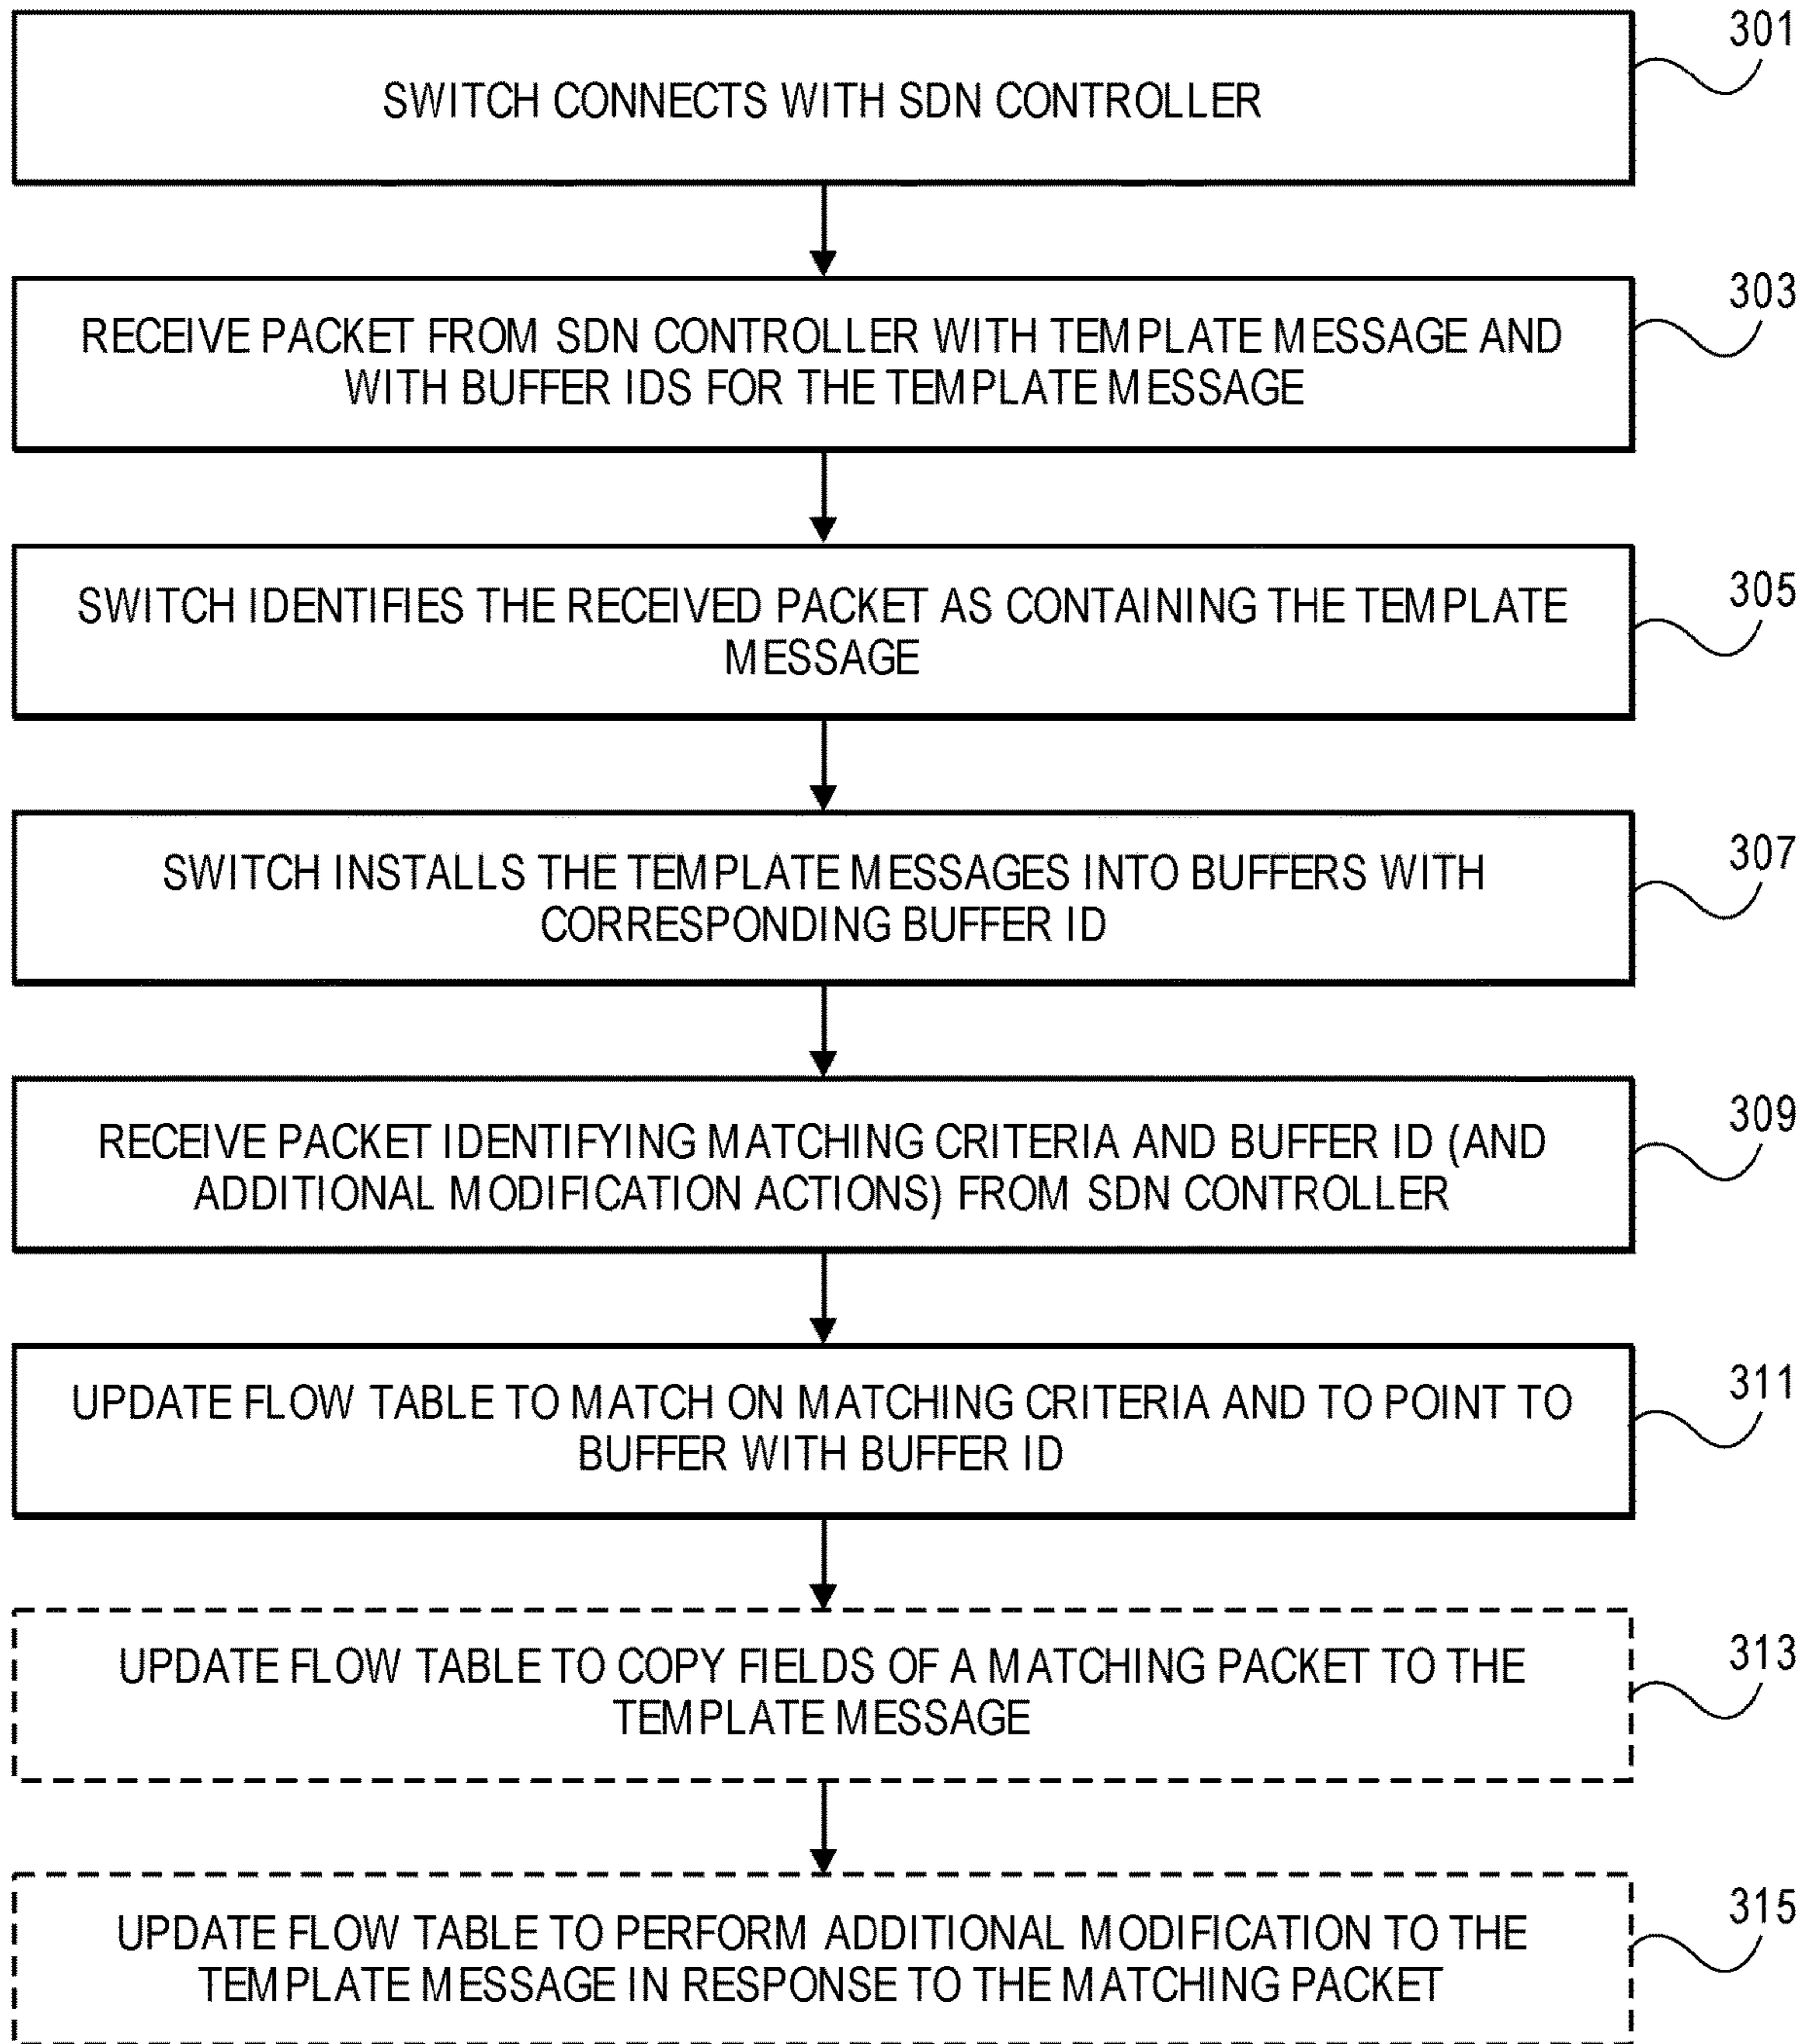 301
SWITCH CONNECTS WITH SDN CONTROLLER
303
RECEIVE PACKET FROM SDN CONTROLLER WITH TEMPLATE MESSAGE AND
WITH BUFFER IDS FOR THE TEMPLATE MESSAGE
305
SWITCH IDENTIFIES THE RECEIVED PACKET AS CONTAINING THE TEMPLATE
MESSAGE
307
SWITCH INSTALLS THE TEMPLATE MESSAGES INTO BUFFERS WITH
CORRESPONDING BUFFER ID
309
RECEIVE PACKET IDENTIFYING MATCHING CRITERIA AND BUFFER ID (AND
ADDITIONAL MODIFICATION ACTIONS) FROM SDN CONTROLLER
311
UPDATE FLOW TABLE TO MATCH ON MATCHING CRITERIA AND TO POINT TO
BUFFER WITH BUFFER ID
313
UPDATE FLOW TABLE TO COPY FIELDS OF A MATCHING PACKET TO THE
TEMPLATE MESSAGE
315
UPDATE FLOW TABLE TO PERFORM ADDITIONAL MODIFICATION TO THE
TEMPLATE MESSAGE IN RESPONSE TO THE MATCHING PACKET